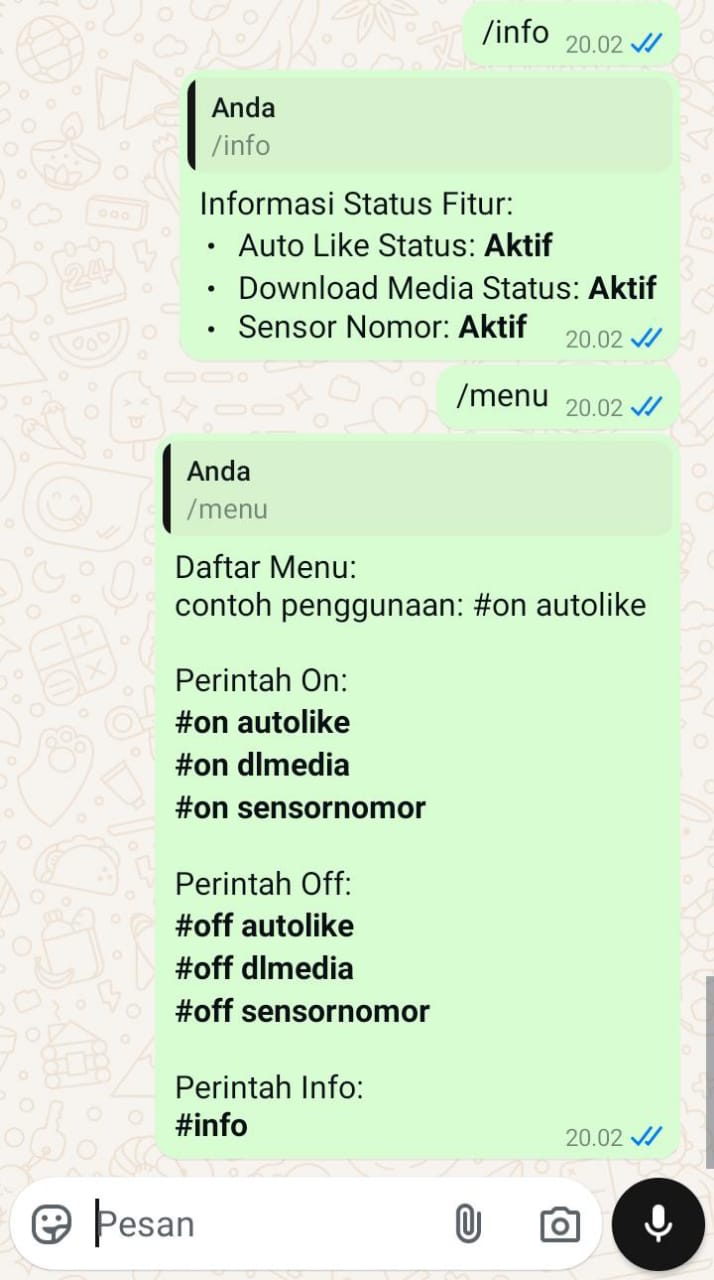 /info 20.02
Anda
/info
Informasi Status Fitur:
• Auto Like Status: Aktif
• Download Media Status: Aktif
• Sensor Nomor: Aktif 20.02
/menu 20.02
Anda
/menu
Daftar Menu:
contoh penggunaan: #on autolike
Perintah On:
#on autolike
#on dlmedia
#on sensornomor
Perintah Off:
#off autolike
#off dlmedia
#off sensornomor
Perintah Info:
#info 20.02
Pesan